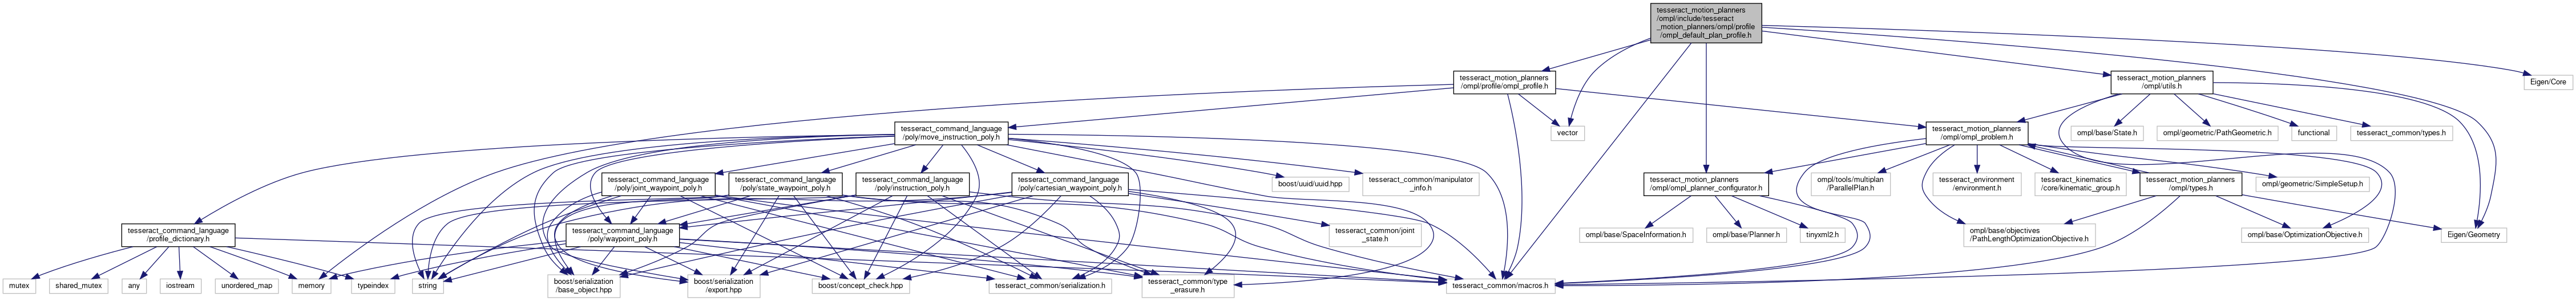 tesseract_motion_planners
/ompl/include/tesseract
_motion_planners/ompl/profile
/ompl_default_plan_profile.h
tesseract_motion_planners
/ompl/profile/ompl_profile.h
tesseract_motion_planners
/ompl/utils.h
Eigen/Core
tesseract_command_language
/poly/move_instruction_poly.h
vector
tesseract_motion_planners
/ompl/ompl_problem.h
ompl/base/State.h
ompl/geometric/PathGeometric.h
functional
tesseract_common/types.h
tesseract_command_language
/poly/joint_waypoint_poly.h
tesseract_command_language
/poly/state_waypoint_poly.h
tesseract_command_language
/poly/instruction_poly.h
tesseract_command_language
/poly/cartesian_waypoint_poly.h
boost/uuid/uuid.hpp
tesseract_common/manipulator
_info.h
tesseract_motion_planners
/ompl/ompl_planner_configurator.h
ompl/tools/multiplan
/ParallelPlan.h
tesseract_environment
/environment.h
tesseract_kinematics
/core/kinematic_group.h
tesseract_motion_planners
/ompl/types.h
ompl/geometric/SimpleSetup.h
tesseract_command_language
/profile_dictionary.h
tesseract_command_language
/poly/waypoint_poly.h
tesseract_common/joint
_state.h
ompl/base/SpaceInformation.h
ompl/base/Planner.h
tinyxml2.h
ompl/base/objectives
/PathLengthOptimizationObjective.h
ompl/base/OptimizationObjective.h
Eigen/Geometry
mutex
shared_mutex
any
iostream
unordered_map
memory
typeindex
string
boost/serialization
/base_object.hpp
boost/serialization
/export.hpp
boost/concept_check.hpp
tesseract_common/serialization.h
tesseract_common/type
_erasure.h
tesseract_common/macros.h